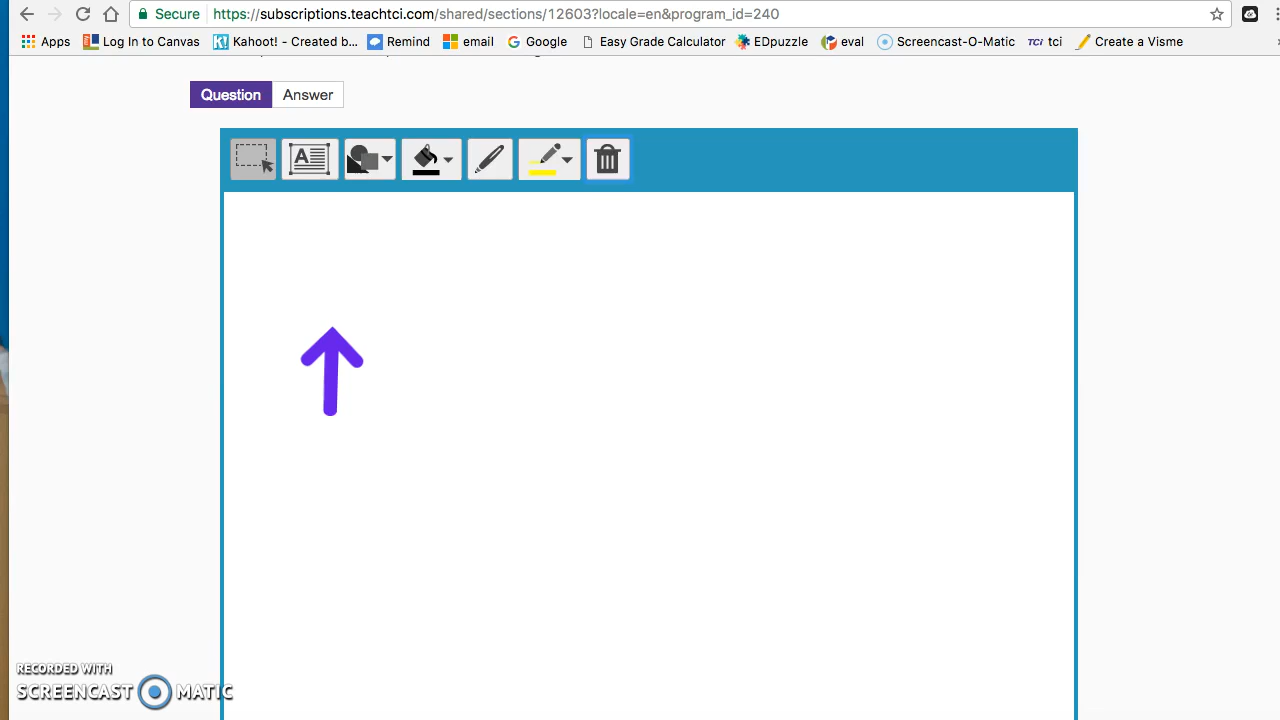 Secure https://subscriptions.teachtci.com/shared/sections/12603?locale=en&program_id=240
Apps Log In to Canvas K! Kahoot! - Created b... Remind email G Google Easy Grade Calculator EDpuzzle eval Screencast-O-Matic TCi tci Create a Visme »
Question Answer
A
RECORDED WITH
SCREENCAST MATIC